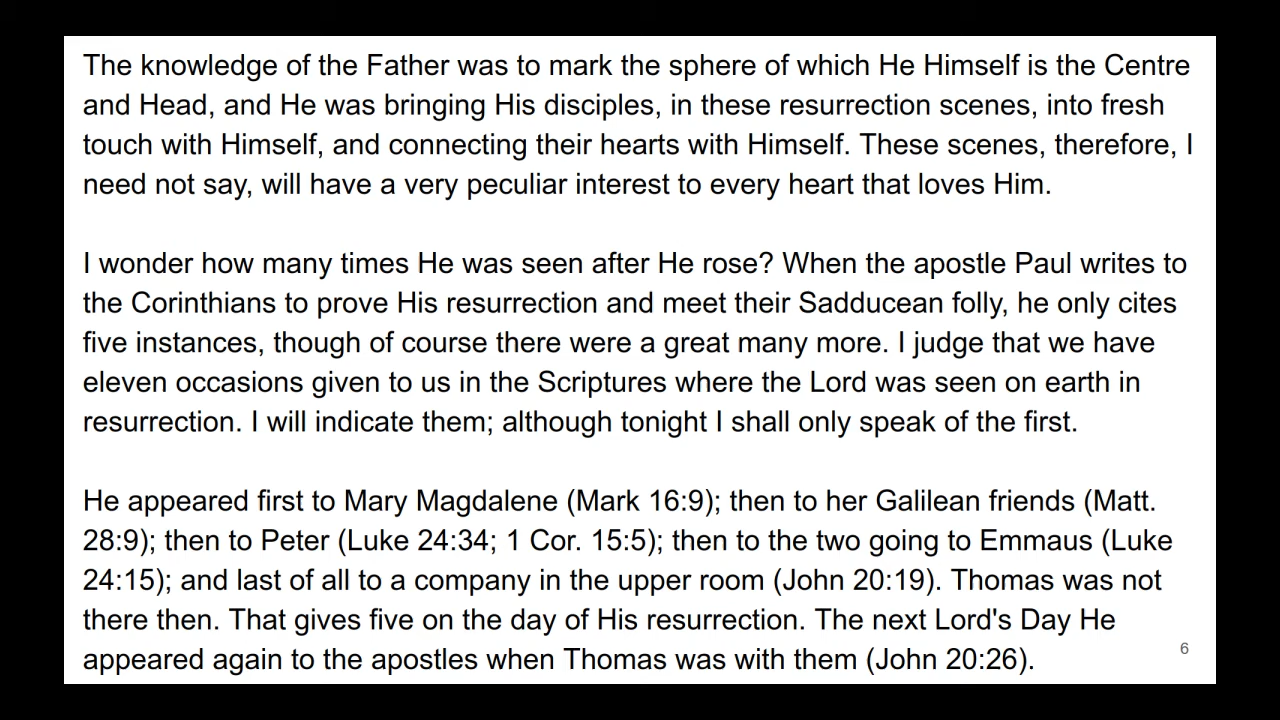 The knowledge of the Father was to mark the sphere of which He Himself is the Centre
and Head, and He was bringing His disciples, in these resurrection scenes, into fresh
touch with Himself, and connecting their hearts with Himself. These scenes, therefore, I
need not say, will have a very peculiar interest to every heart that loves Him.
I wonder how many times He was seen after He rose? When the apostle Paul writes to
the Corinthians to prove His resurrection and meet their Sadducean folly, he only cites
five instances, though of course there were a great many more. I judge that we have
eleven occasions given to us in the Scriptures where the Lord was seen on earth in
resurrection. I will indicate them; although tonight I shall only speak of the first.
He appeared first to Mary Magdalene (Mark 16:9); then to her Galilean friends (Matt.
28:9); then to Peter (Luke 24:34; 1 Cor. 15:5); then to the two going to Emmaus (Luke
24:15); and last of all to a company in the upper room (John 20:19). Thomas was not
there then. That gives five on the day of His resurrection. The next Lord's Day He
appeared again to the apostles when Thomas was with them (John 20:26).
6